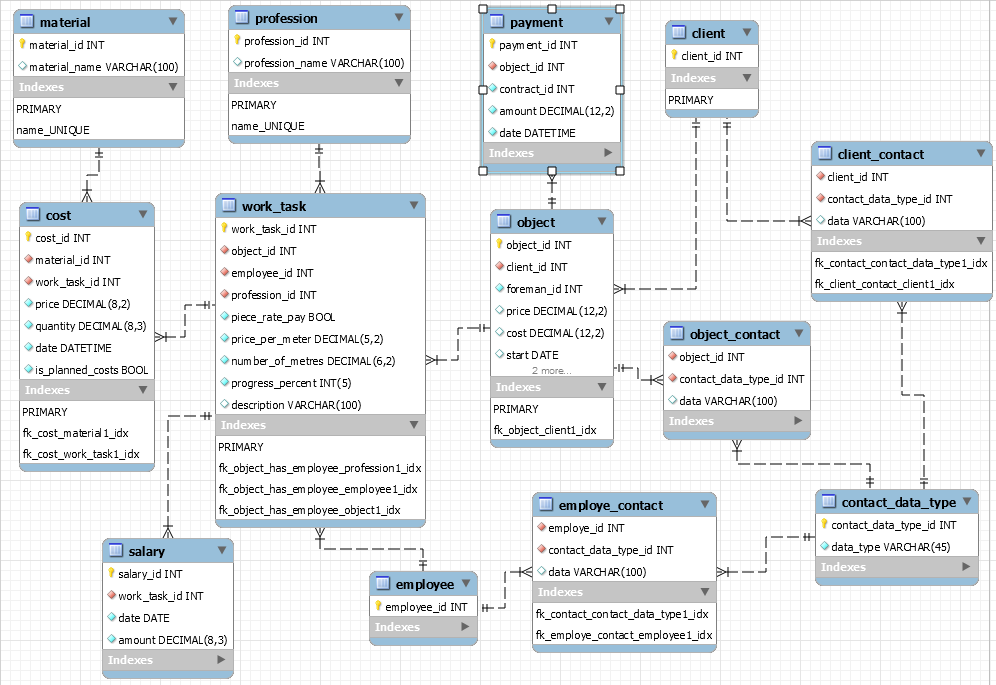 material
material_id INT
material_name VARCHAR(100)
Indexes
PRIMARY
name_UNIQUE
profession
profession_id INT
profession_name VARCHAR(100)
Indexes
PRIMARY
name_UNIQUE
payment
payment_id INT
object_id INT
contract_id INT
amount DECIMAL(12,2)
date DATETIME
Indexes
client
client_id INT
Indexes
PRIMARY
client_contact
client_id INT
contact_data_type_id INT
data VARCHAR(100)
Indexes
fk_contact_contact_data_type1_idx
fk_client_contact_client1_idx
cost
cost_id INT
material_id INT
work_task_id INT
price DECIMAL(8,2)
quantity DECIMAL(8,3)
date DATETIME
is_planned_costs BOOL
Indexes
PRIMARY
fk_cost_material1_idx
fk_cost_work_task1_idx
work_task
work_task_id INT
object_id INT
employee_id INT
profession_id INT
piece_rate_pay BOOL
price_per_meter DECIMAL(5,2)
number_of_metres DECIMAL(6,2)
progress_percent INT(5)
description VARCHAR(100)
Indexes
PRIMARY
fk_object_has_employee_profession1_idx
fk_object_has_employee_employee1_idx
fk_object_has_employee_object1_idx
object
object_id INT
client_id INT
foreman_id INT
price DECIMAL(12,2)
cost DECIMAL(12,2)
start DATE
2 more...
Indexes
PRIMARY
fk_object_client1_idx
object_contact
object_id INT
contact_data_type_id INT
data VARCHAR(100)
Indexes
salary
salary_id INT
work_task_id INT
date DATE
amount DECIMAL(8,3)
Indexes
employee
employee_id INT
Indexes
employe_contact
employe_id INT
contact_data_type_id INT
data VARCHAR(100)
Indexes
fk_contact_contact_data_type1_idx
fk_employe_contact_employee1_idx
contact_data_type
contact_data_type_id INT
data_type VARCHAR(45)
Indexes